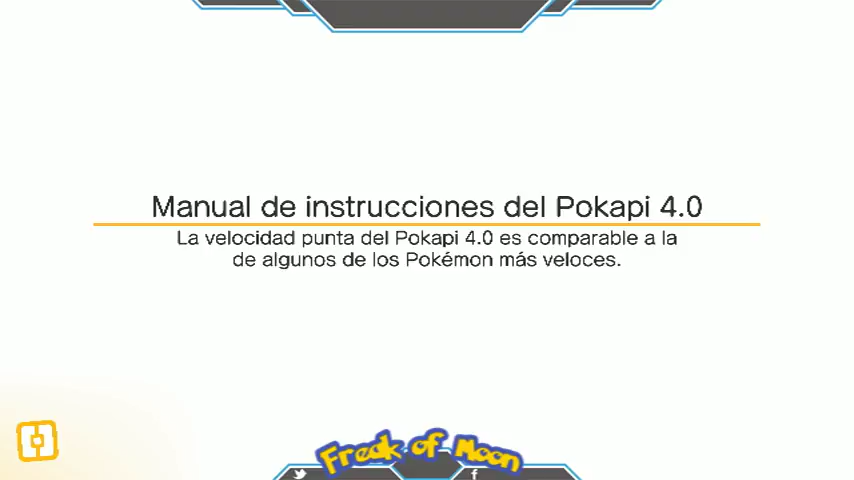 Manual de instrucciones del Pokapi 4.0
La velocidad punta del Pokapi 4.0 es comparable a la
de algunos de los Pokémon más veloces.
Freak of Moon